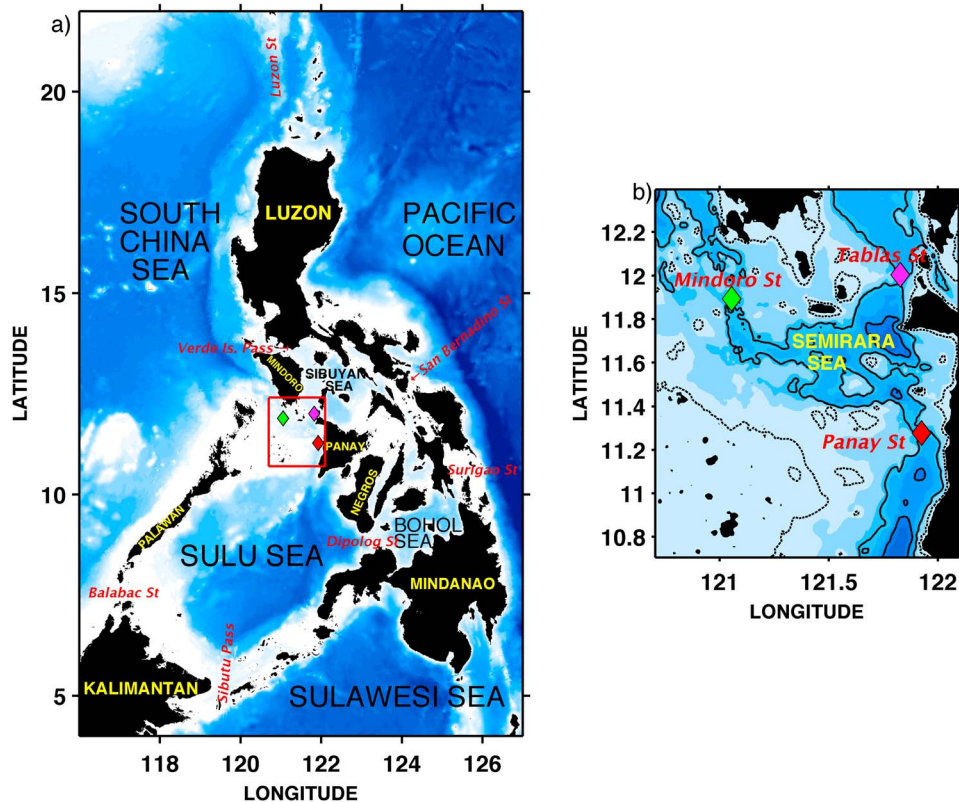 a)
Luzon St
20
LUZON
SOUTH
CHINA
SEA
PACIFIC
OCEAN
15
Verde Is. Pass→
←San Bernadino St
MINDORO
SIBUYAN
SEA
PANAY
Surigao St
10
NEGROS
BOHOL
SEA
PALAWAN
SULU SEA
Dipolog St
MINDANAO
Balabac St
Sibutu Pass
KALIMANTAN
5
SULAWESI SEA
LATITUDE
118
120
122
124
126
LONGITUDE
b)
12.2
12
11.8
11.6
11.4
11.2
11
10.8
Tablas St
Mindoro St
SEMIRARA
SEA
Panay St
LATITUDE
121
121.5
122
LONGITUDE